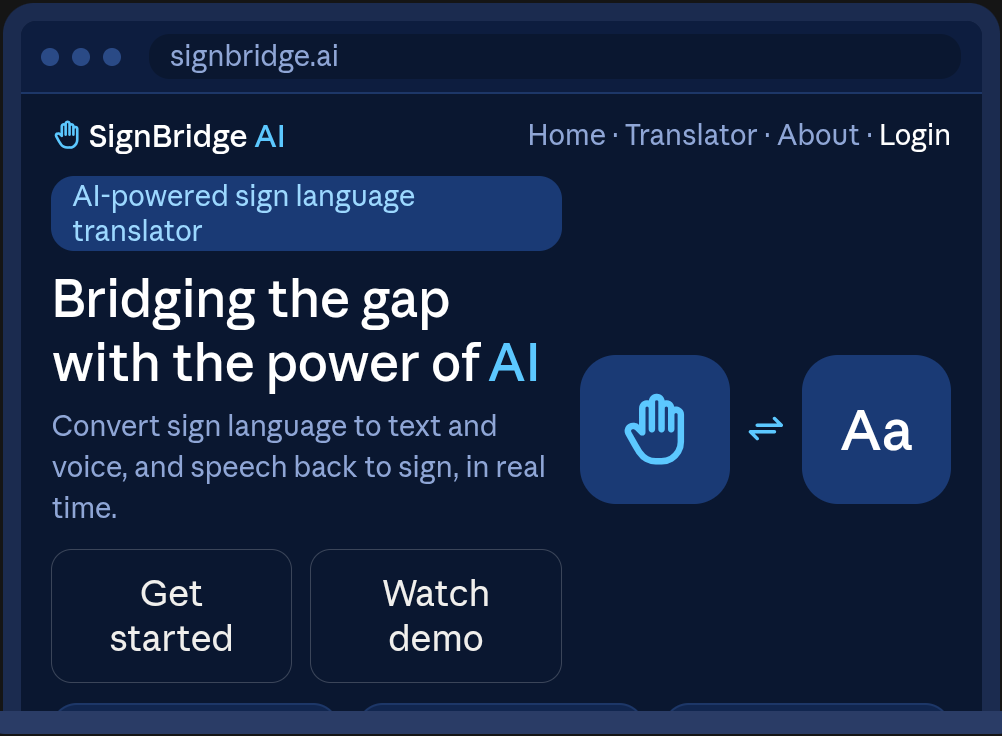 signbridge.ai
SignBridge AI
Home · Translator · About · Login
AI-powered sign language
translator
Bridging the gap
with the power of AI
Convert sign language to text and
voice, and speech back to sign, in real
time.
Aa
Get
started
Watch
demo